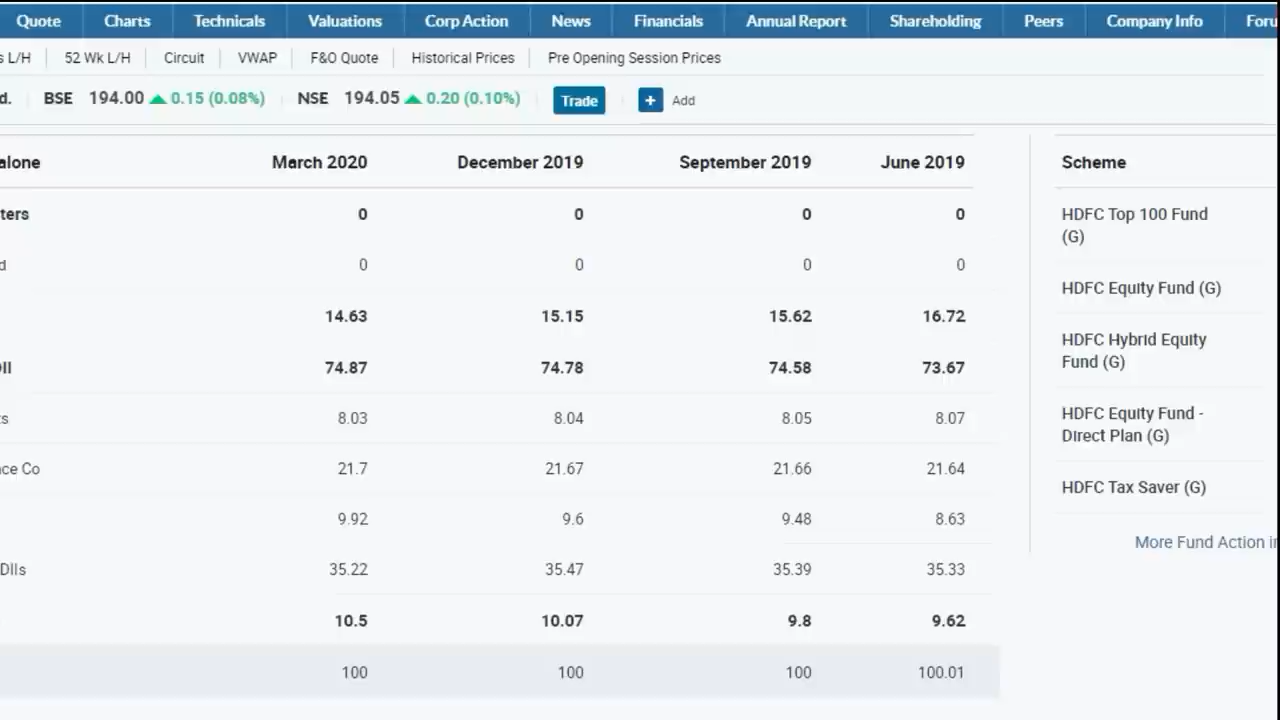 Quote Charts Technicals Valuations Corp Action News Financials Annual Report Shareholding Peers Company Info Foru
s L/H 52 Wk L/H Circuit VWAP F&O Quote Historical Prices Pre Opening Session Prices
d. BSE 194.00 0.15 (0.08%) NSE 194.05 0.20 (0.10%) Trade + Add
alone March 2020 December 2019 September 2019 June 2019
ters 0 0 0 0
d 0 0 0 0
14.63 15.15 15.62 16.72
DII 74.87 74.78 74.58 73.67
s 8.03 8.04 8.05 8.07
ce Co 21.7 21.67 21.66 21.64
9.92 9.6 9.48 8.63
DIIs 35.22 35.47 35.39 35.33
10.5 10.07 9.8 9.62
100 100 100 100.01
Scheme
HDFC Top 100 Fund
(G)
HDFC Equity Fund (G)
HDFC Hybrid Equity
Fund (G)
HDFC Equity Fund -
Direct Plan (G)
HDFC Tax Saver (G)
More Fund Action in